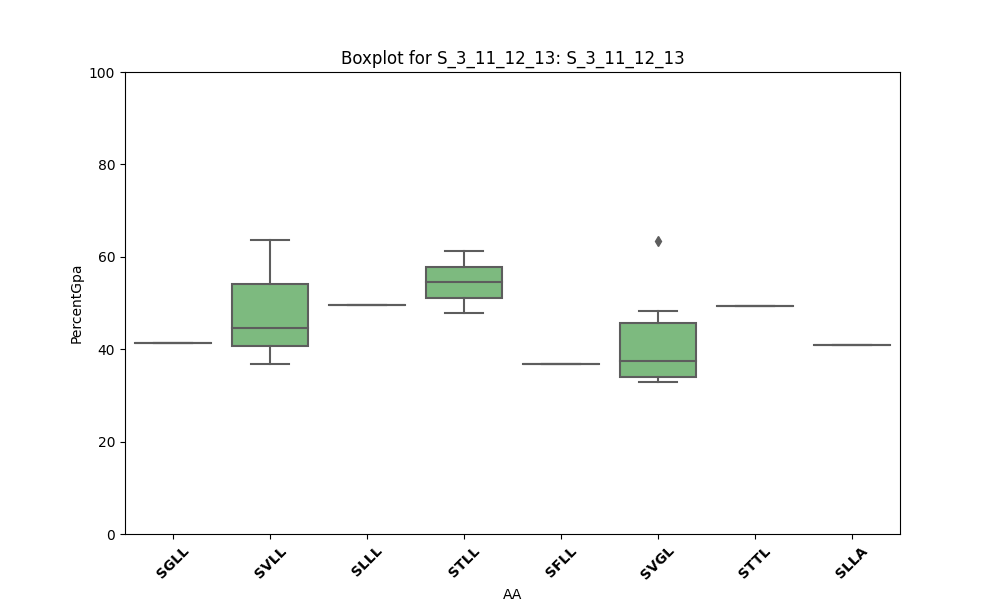 Boxplot for S_3_11_12_13: S_3_11_12_13
100
80
60
40
20
0
PercentGpa
SGLL
SVLL
SLLL
STLL
SFLL
SVGL
STTL
SLLA
AA